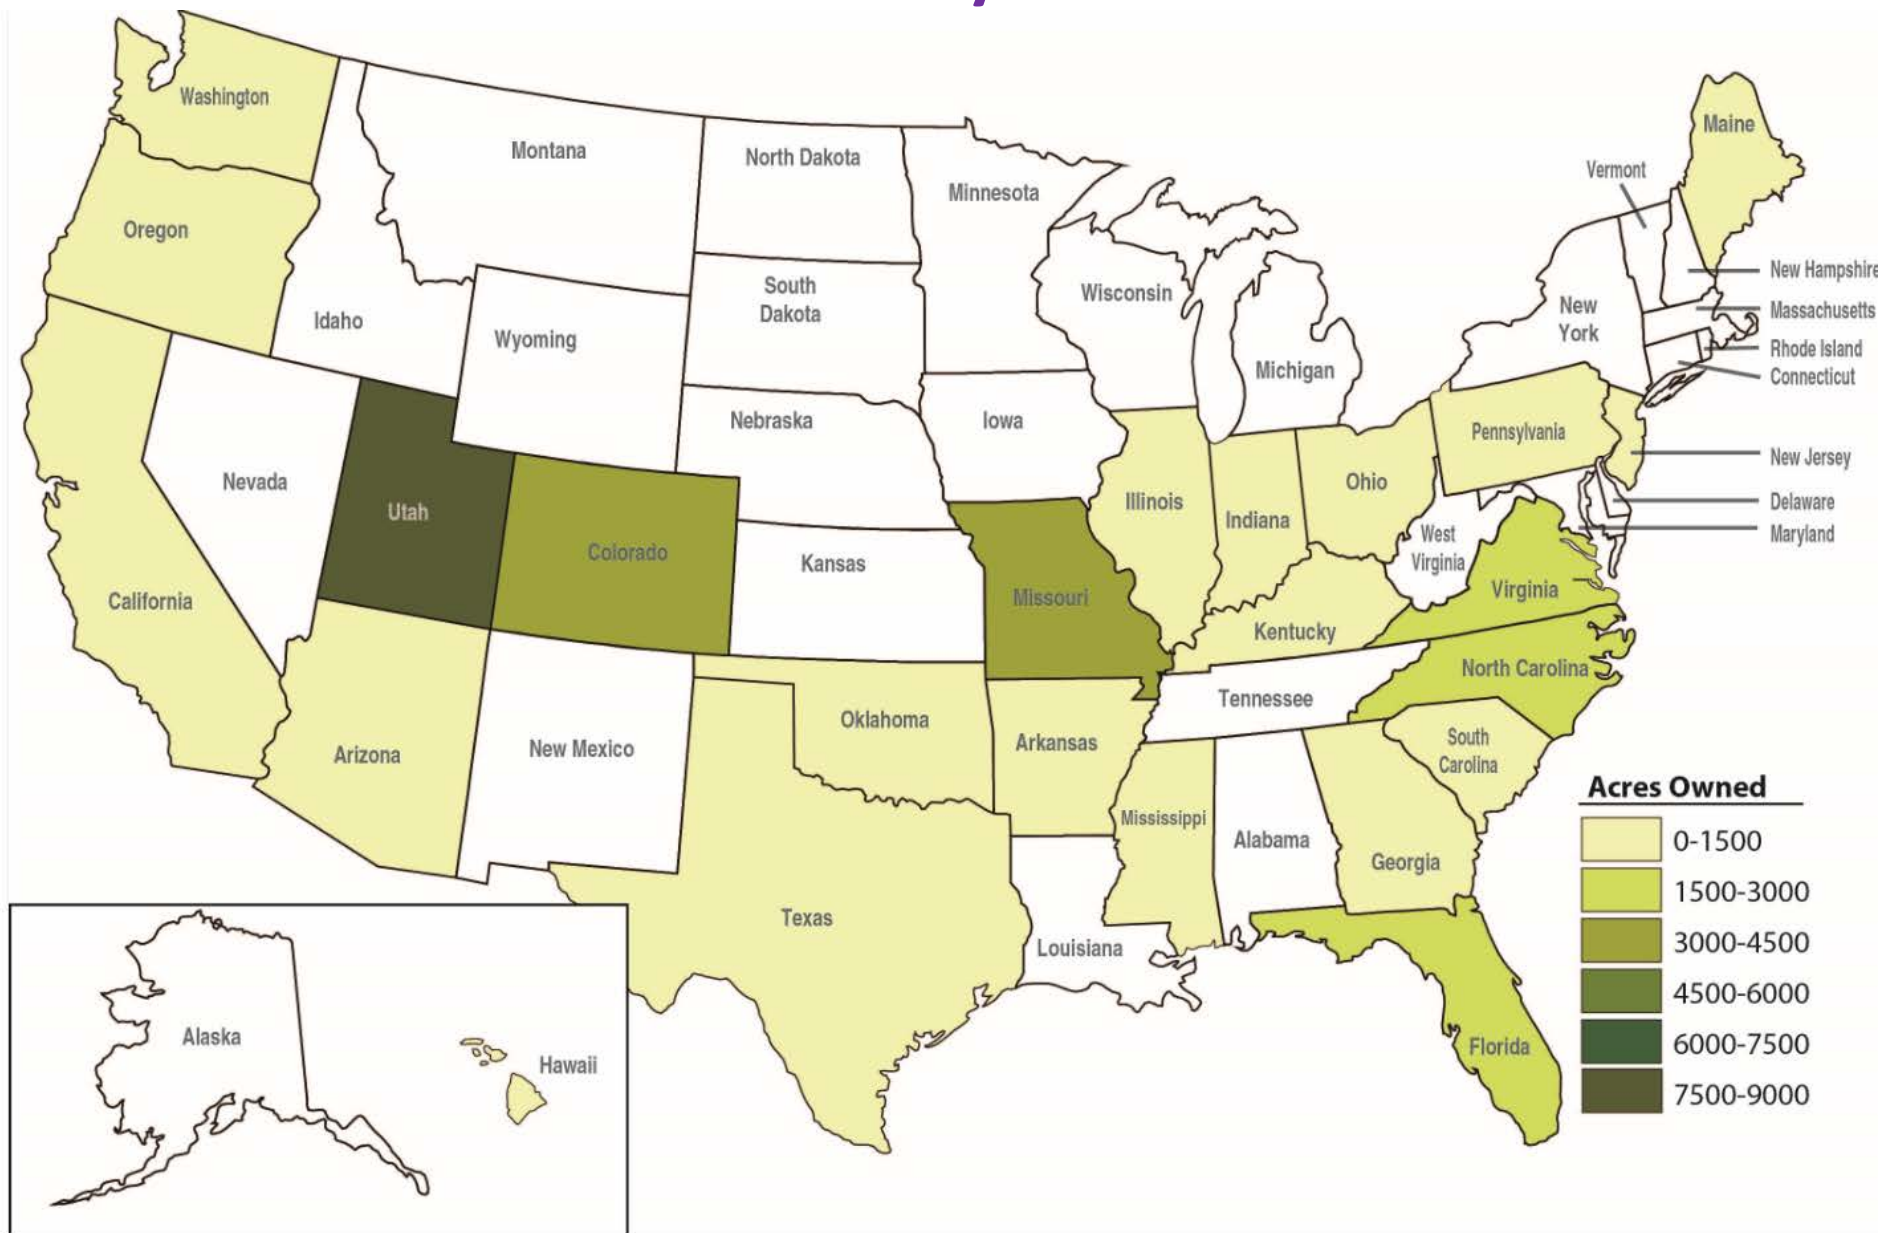 Washington
Montana
North Dakota
Minnesota
Maine
Vermont
Oregon
Idaho
Wyoming
South
Dakota
Wisconsin
Michigan
New
York
New Hampshire
Massachusetts
Rhode Island
Connecticut
Nevada
Utah
Colorado
Nebraska
Iowa
Kansas
Missouri
Illinois
Indiana
Ohio
Pennsylvania
New Jersey
Delaware
Maryland
West
Virginia
Virginia
California
Kentucky
North Carolina
Tennessee
Arizona
New Mexico
Oklahoma
Arkansas
South
Carolina
Mississippi
Alabama
Georgia
Texas
Louisiana
Florida
Alaska
Hawaii
Acres Owned
0-1500
1500-3000
3000-4500
4500-6000
6000-7500
7500-9000